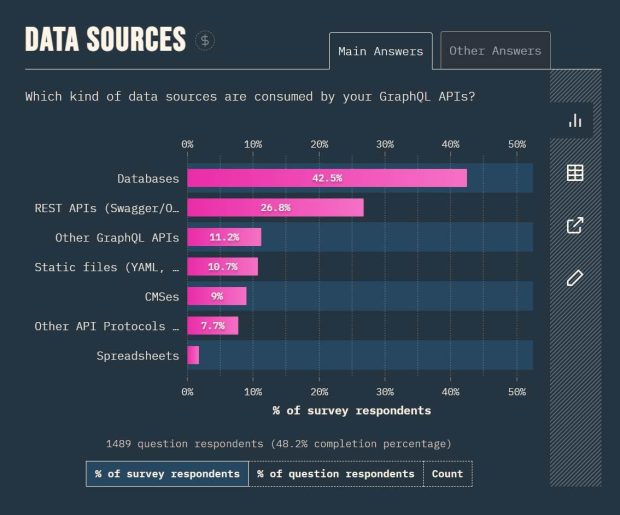 DATA SOURCES $
Main Answers
Other Answers
Which kind of data sources are consumed by your GraphQL APIs?
0% 10% 20% 30% 40% 50%
Databases 42.5%
REST APIs (Swagger/O… 26.8%
Other GraphQL APIs 11.2%
Static files (YAML, … 10.7%
CMSes 9%
Other API Protocols … 7.7%
Spreadsheets
0% 10% 20% 30% 40% 50%
% of survey respondents
1489 question respondents (48.2% completion percentage)
% of survey respondents % of question respondents Count